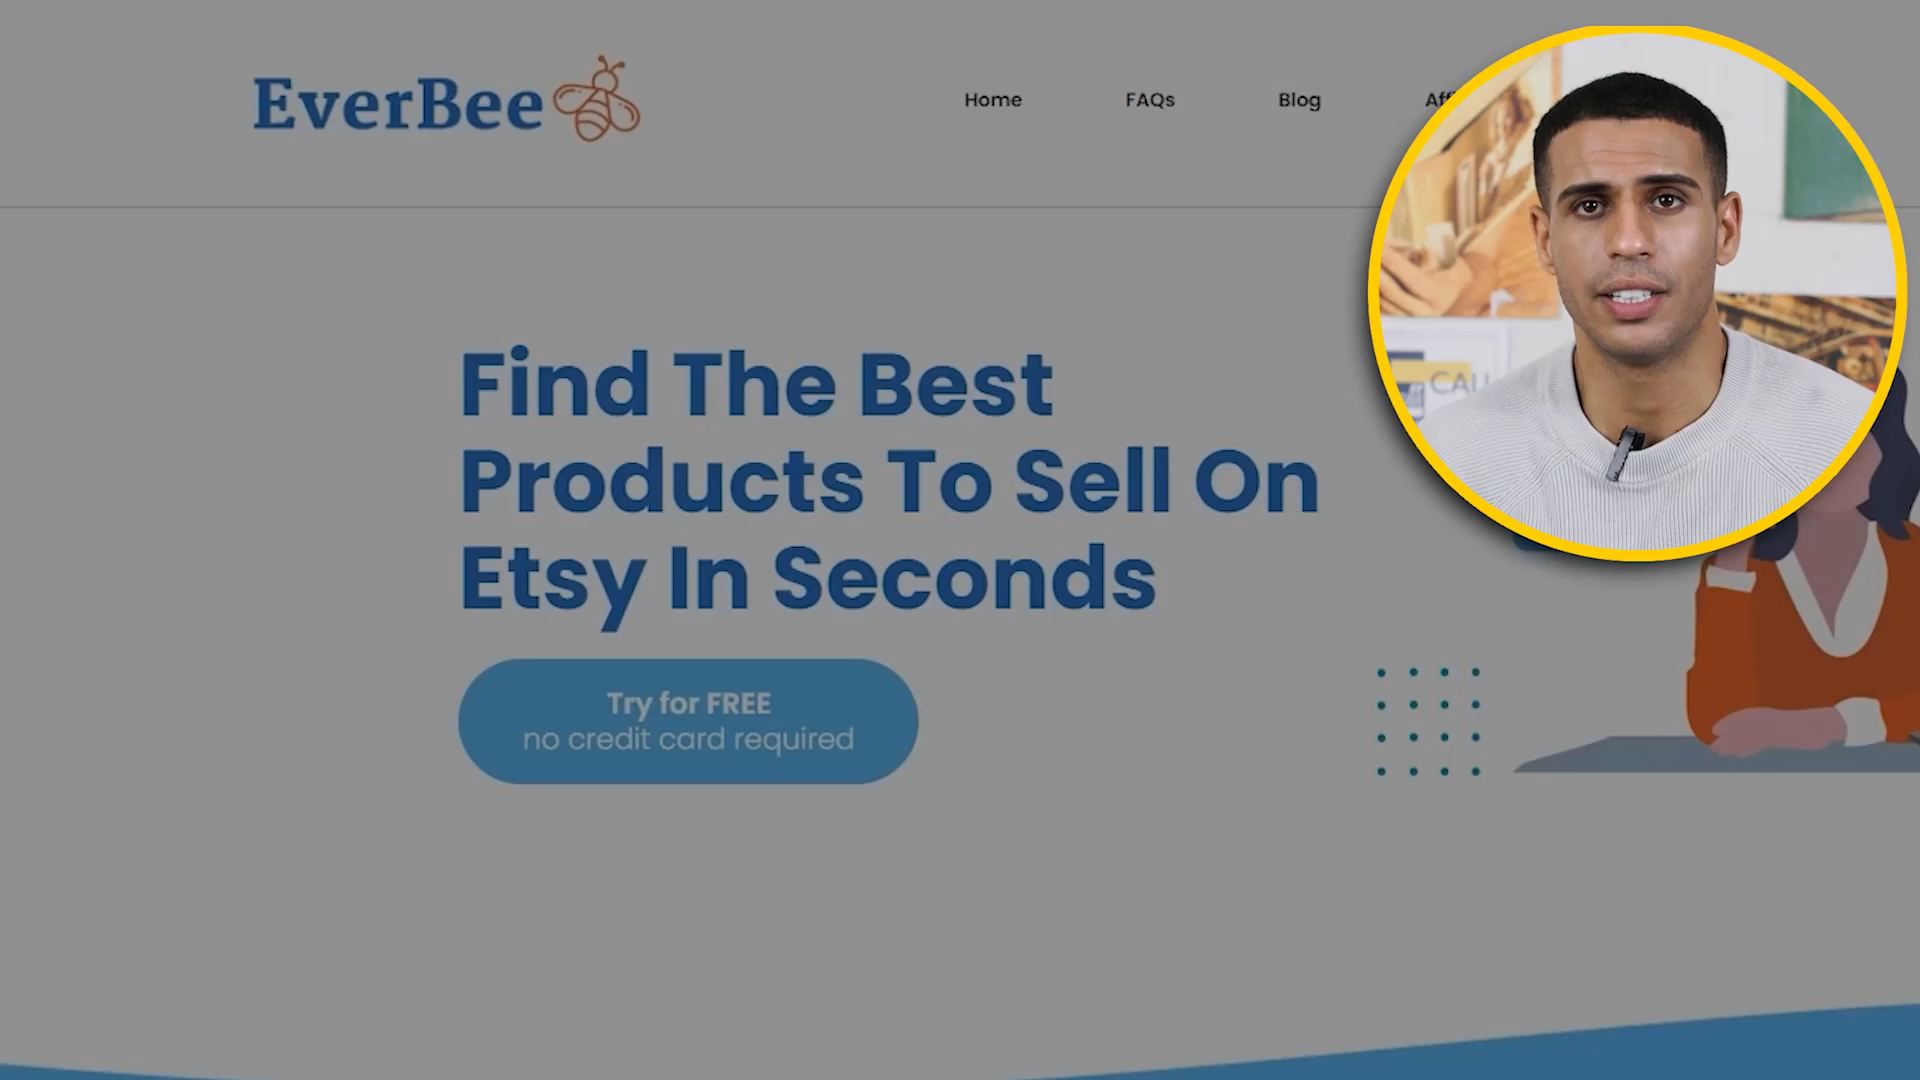 EverBee
Home
FAQs
Blog
Find The Best
Products To Sell On
Etsy In Seconds
Try for FREE
no credit card required